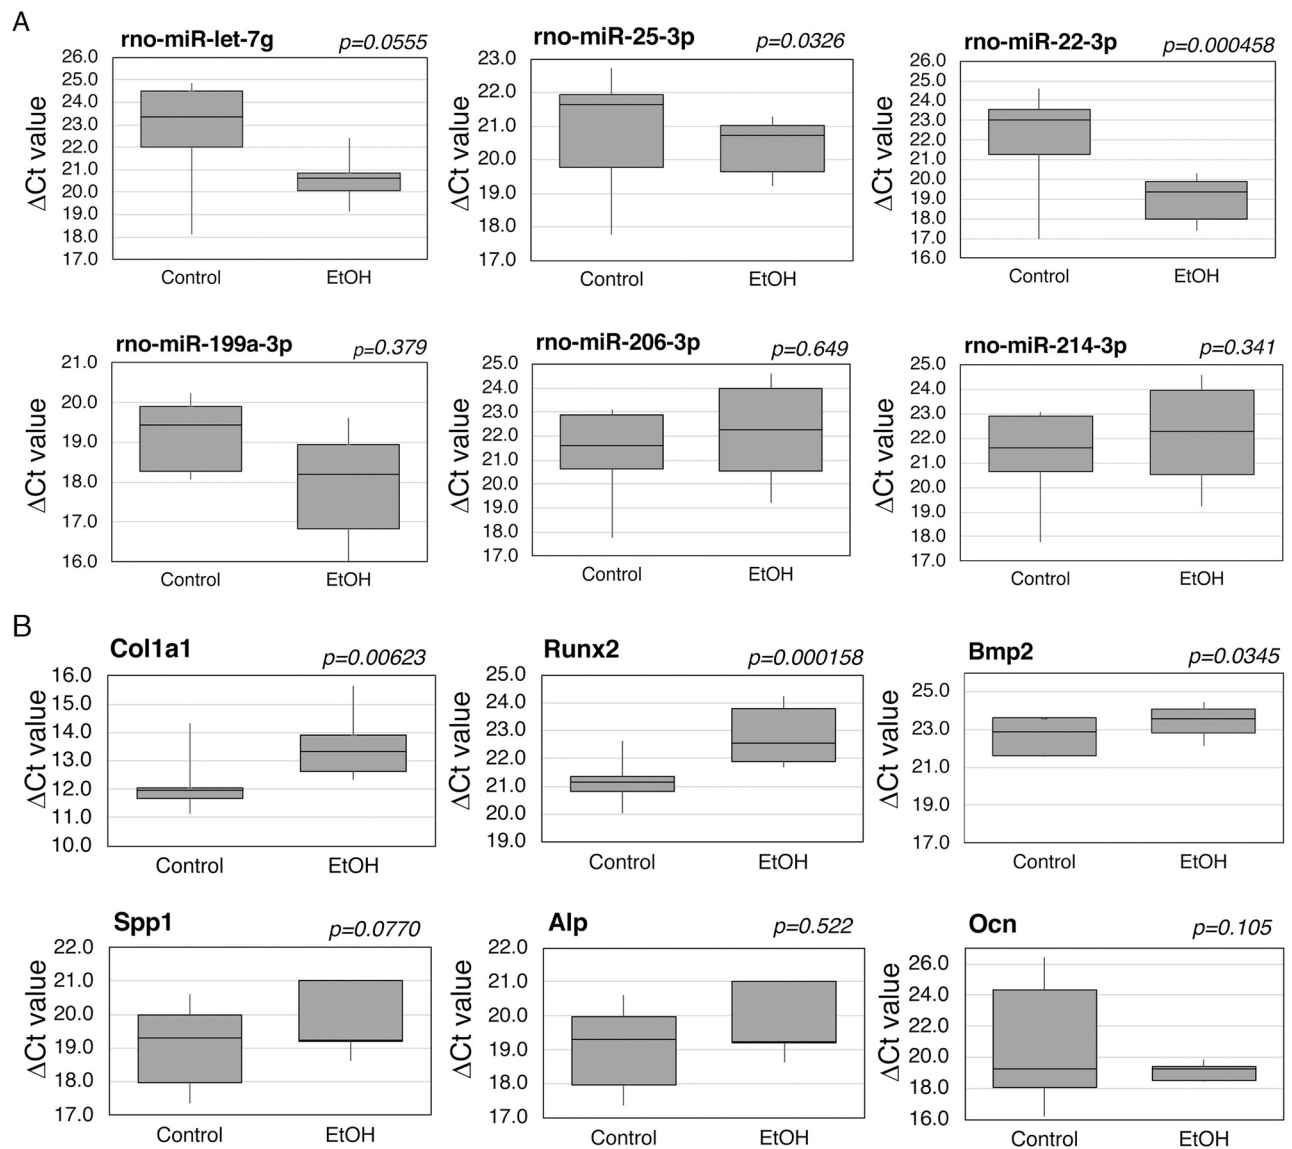 A
rno-miR-let-7g p=0.0555
ΔCt value
26.0
25.0
24.0
23.0
22.0
21.0
20.0
19.0
18.0
17.0
Control EtOH
rno-miR-25-3p p=0.0326
ΔCt value
23.0
22.0
21.0
20.0
19.0
18.0
17.0
Control EtOH
rno-miR-22-3p p=0.000458
ΔCt value
26.0
25.0
24.0
23.0
22.0
21.0
20.0
19.0
18.0
17.0
16.0
Control EtOH
rno-miR-199a-3p p=0.379
ΔCt value
21.0
20.0
19.0
18.0
17.0
16.0
Control EtOH
rno-miR-206-3p p=0.649
ΔCt value
25.0
24.0
23.0
22.0
21.0
20.0
19.0
18.0
17.0
Control EtOH
rno-miR-214-3p p=0.341
ΔCt value
25.0
24.0
23.0
22.0
21.0
20.0
19.0
18.0
17.0
Control EtOH
B
Col1a1 p=0.00623
ΔCt value
16.0
15.0
14.0
13.0
12.0
11.0
10.0
Control EtOH
Runx2 p=0.000158
ΔCt value
25.0
24.0
23.0
22.0
21.0
20.0
19.0
Control EtOH
Bmp2 p=0.0345
ΔCt value
25.0
23.0
21.0
19.0
17.0
Control EtOH
Spp1 p=0.0770
ΔCt value
22.0
21.0
20.0
19.0
18.0
17.0
Control EtOH
Alp p=0.522
ΔCt value
22.0
21.0
20.0
19.0
18.0
17.0
Control EtOH
Ocn p=0.105
ΔCt value
26.0
24.0
22.0
20.0
18.0
16.0
Control EtOH